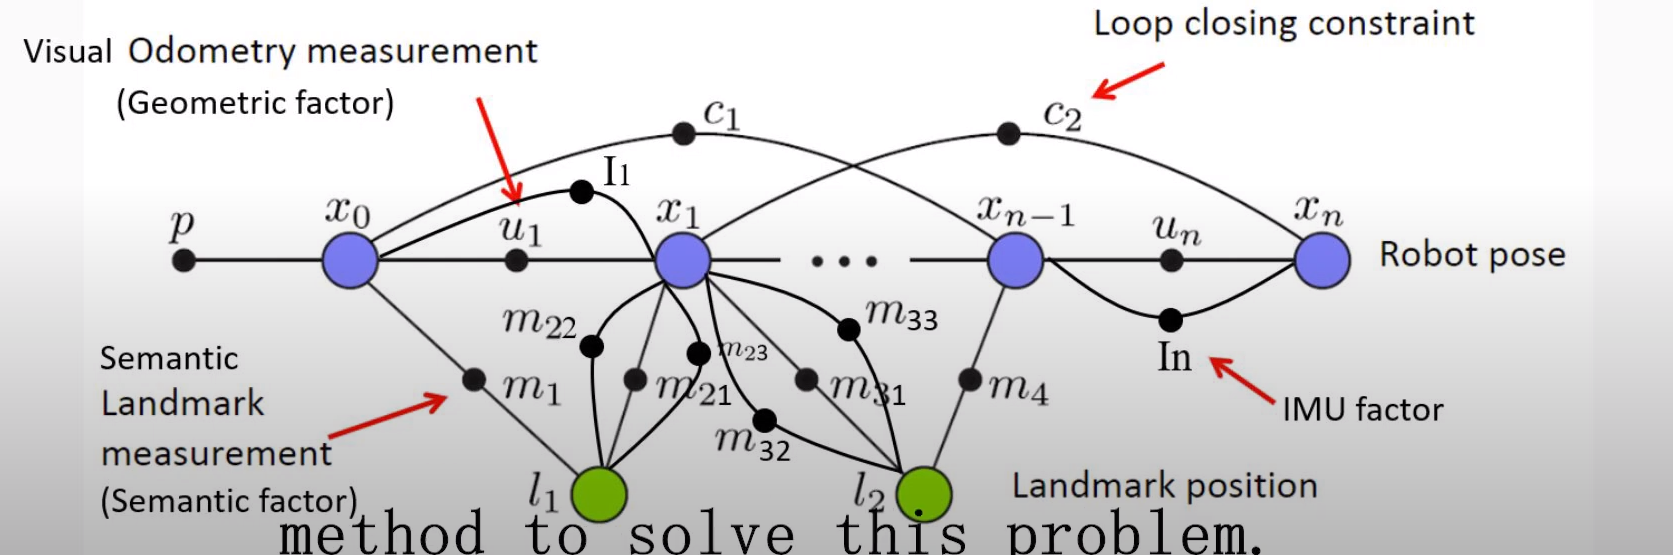 Loop closing constraint
Visual Odometry measurement
(Geometric factor)
c1
c2
I1
p
x0
u1
x1
xn−1
un
xn
Robot pose
m22
m33
m23
In
Semantic
Landmark
measurement
(Semantic factor)
m1
m21
m31
m4
IMU factor
m32
l1
l2
Landmark position
method to solve this problem.